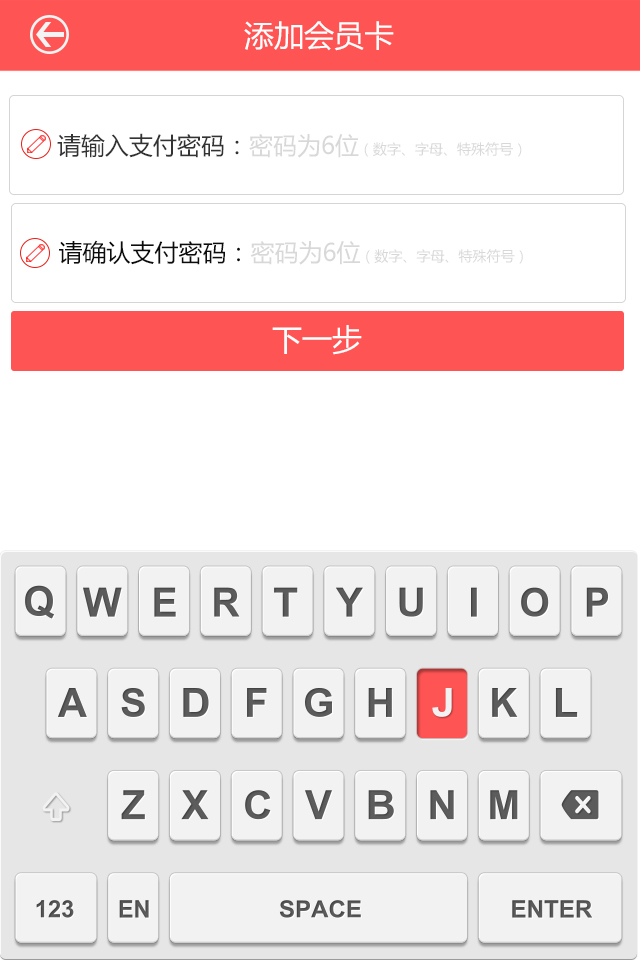 添加会员卡
请输入支付密码：密码为6位（数字、字母、特殊符号）
请确认支付密码：密码为6位（数字、字母、特殊符号）
下一步
Q W E R T Y U I O P
A S D F G H J K L
Z X C V B N M
123 EN SPACE ENTER